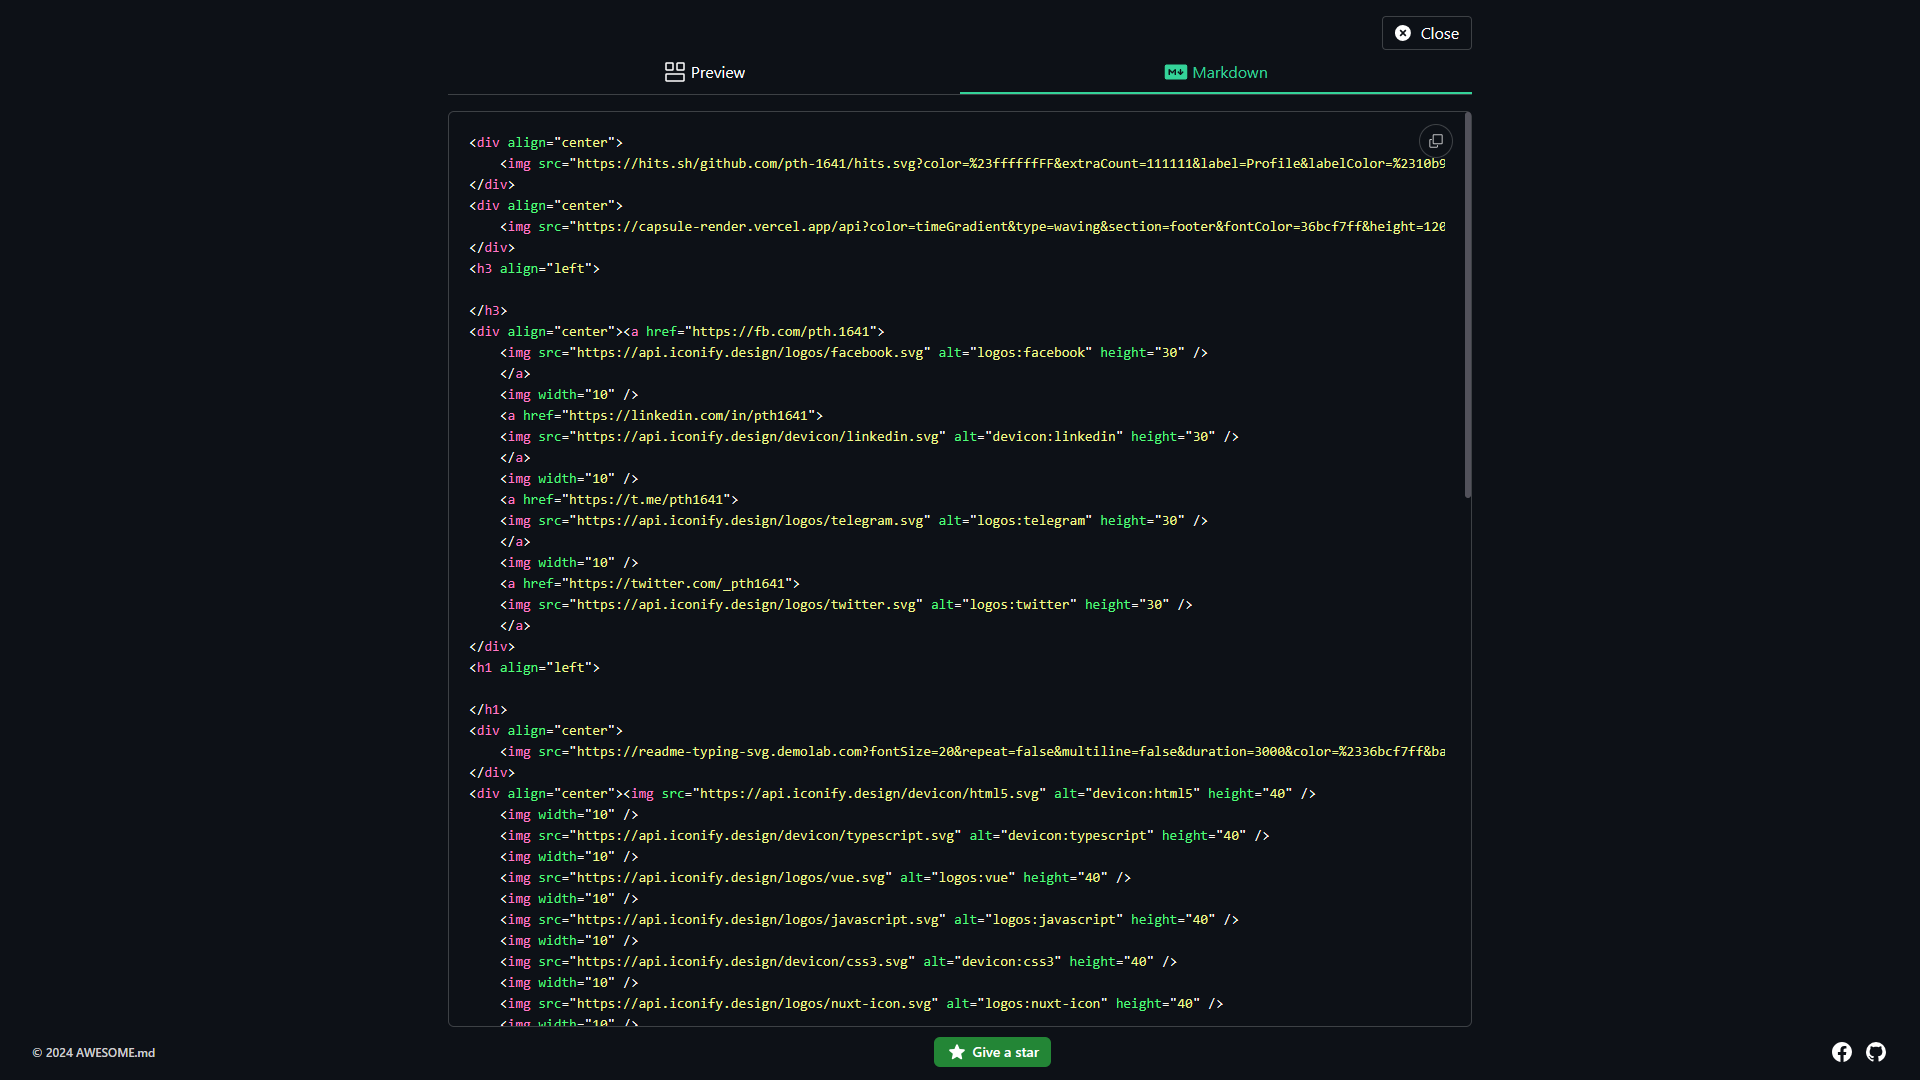 Close
Preview
Markdown
<div align="center">
    <img src="https://hits.sh/github.com/pth-1641/hits.svg?color=%23ffffffFF&extraCount=111111&label=Profile&labelColor=%2310b9
</div>
<div align="center">
    <img src="https://capsule-render.vercel.app/api?color=timeGradient&type=waving&section=footer&fontColor=36bcf7ff&height=120
</div>
<h3 align="left">

</h3>
<div align="center"><a href="https://fb.com/pth.1641">
    <img src="https://api.iconify.design/logos/facebook.svg" alt="logos:facebook" height="30" />
    </a>
    <img width="10" />
    <a href="https://linkedin.com/in/pth1641">
    <img src="https://api.iconify.design/devicon/linkedin.svg" alt="devicon:linkedin" height="30" />
    </a>
    <img width="10" />
    <a href="https://t.me/pth1641">
    <img src="https://api.iconify.design/logos/telegram.svg" alt="logos:telegram" height="30" />
    </a>
    <img width="10" />
    <a href="https://twitter.com/_pth1641">
    <img src="https://api.iconify.design/logos/twitter.svg" alt="logos:twitter" height="30" />
    </a>
</div>
<h1 align="left">

</h1>
<div align="center">
    <img src="https://readme-typing-svg.demolab.com?fontSize=20&repeat=false&multiline=false&duration=3000&color=%2336bcf7ff&ba
</div>
<div align="center"><img src="https://api.iconify.design/devicon/html5.svg" alt="devicon:html5" height="40" />
    <img width="10" />
    <img src="https://api.iconify.design/devicon/typescript.svg" alt="devicon:typescript" height="40" />
    <img width="10" />
    <img src="https://api.iconify.design/logos/vue.svg" alt="logos:vue" height="40" />
    <img width="10" />
    <img src="https://api.iconify.design/logos/javascript.svg" alt="logos:javascript" height="40" />
    <img width="10" />
    <img src="https://api.iconify.design/devicon/css3.svg" alt="devicon:css3" height="40" />
    <img width="10" />
    <img src="https://api.iconify.design/logos/nuxt-icon.svg" alt="logos:nuxt-icon" height="40" />
    <img width="10" />
© 2024 AWESOME.md
Give a star